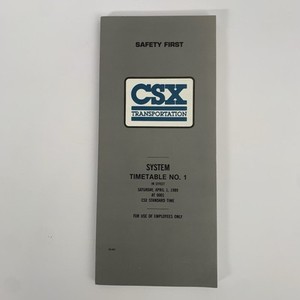 SAFETY FIRST
CSX
TRANSPORTATION
SYSTEM
TIMETABLE NO. 1
IN EFFECT
SATURDAY, APRIL 1, 1989
AT 0001
CSX STANDARD TIME
FOR USE OF EMPLOYEES ONLY